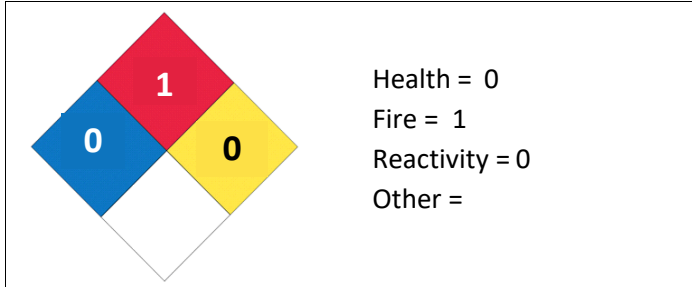 1
0
0
Health = 0
Fire = 1
Reactivity = 0
Other =